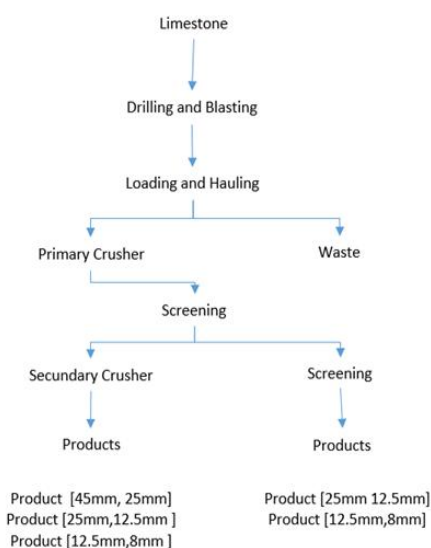 Limestone
Drilling and Blasting
Loading and Hauling
Primary Crusher
Waste
Screening
Secundary Crusher
Screening
Products
Products
Product [45mm, 25mm]
Product [25mm,12.5mm ]
Product [12.5mm,8mm ]
Product [25mm 12.5mm]
Product [12.5mm,8mm]